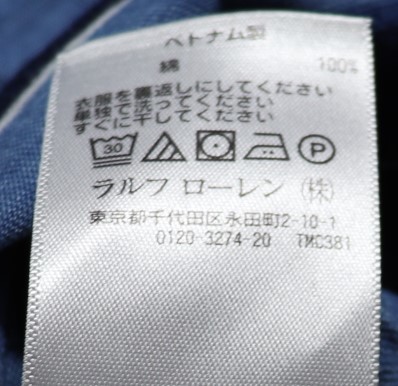 ベトナム製
綿 100%
衣服を裏返しにしてください
単独で洗ってください
すぐに干してください
30 P
ラルフ ローレン (株)
東京都千代田区永田町2-10-1
0120-3274-20 TMC381